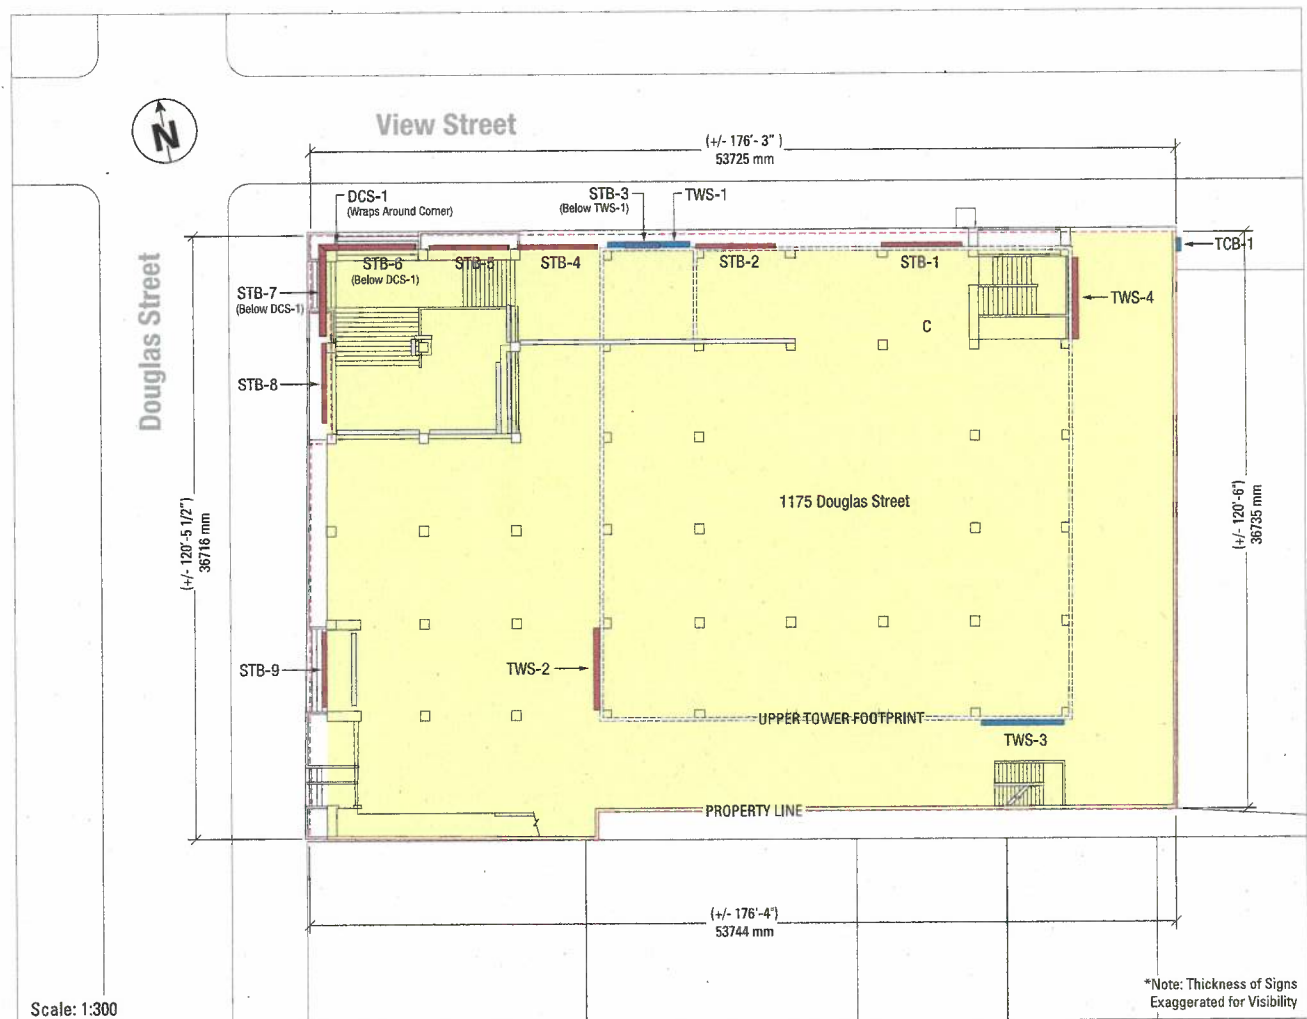 N
View Street
(+/- 176'- 3" )
53725 mm
DCS-1
(Wraps Around Corner)
STB-3
(Below TWS-1)
TWS-1
TCB-1
STB-6
(Below DCS-1)
STB-5
STB-4
STB-2
STB-1
STB-7
(Below DCS-1)
TWS-4
C
Douglas Street
STB-8
1175 Douglas Street
(+/- 120'-5 1/2")
36716 mm
(+/- 120'-6")
36735 mm
STB-9
TWS-2
UPPER TOWER FOOTPRINT
TWS-3
PROPERTY LINE
(+/- 176'-4")
53744 mm
*Note: Thickness of Signs
Exaggerated for Visibility
Scale: 1:300